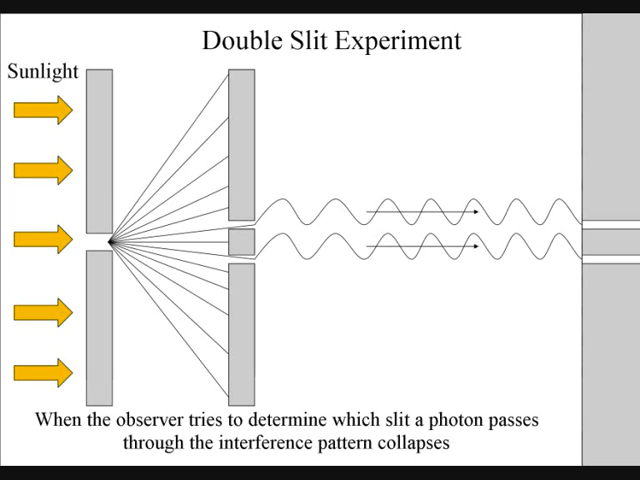 Double Slit Experiment
Sunlight
When the observer tries to determine which slit a photon passes
through the interference pattern collapses